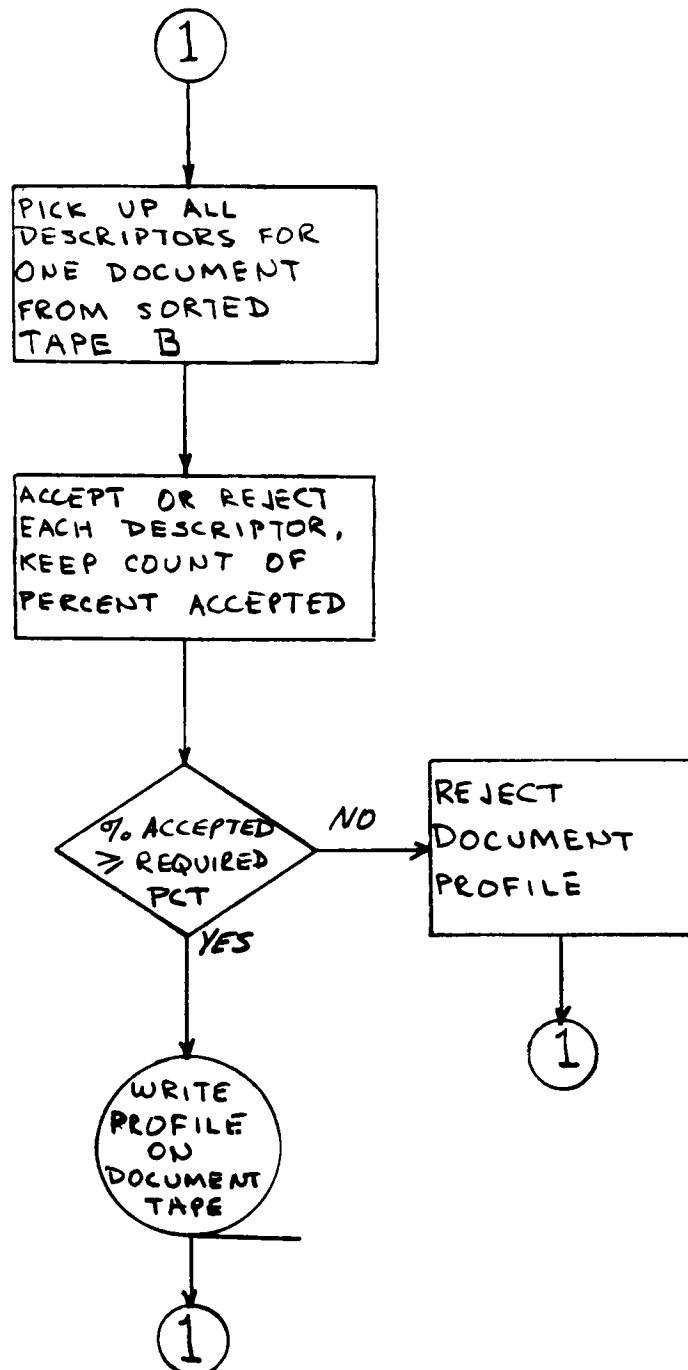 1
PICK UP ALL
DESCRIPTORS FOR
ONE DOCUMENT
FROM SORTED
TAPE B
ACCEPT OR REJECT
EACH DESCRIPTOR,
KEEP COUNT OF
PERCENT ACCEPTED
% ACCEPTED
≥ REQUIRED
PCT
NO
REJECT
DOCUMENT
PROFILE
YES
1
WRITE
PROFILE
ON
DOCUMENT
TAPE
1